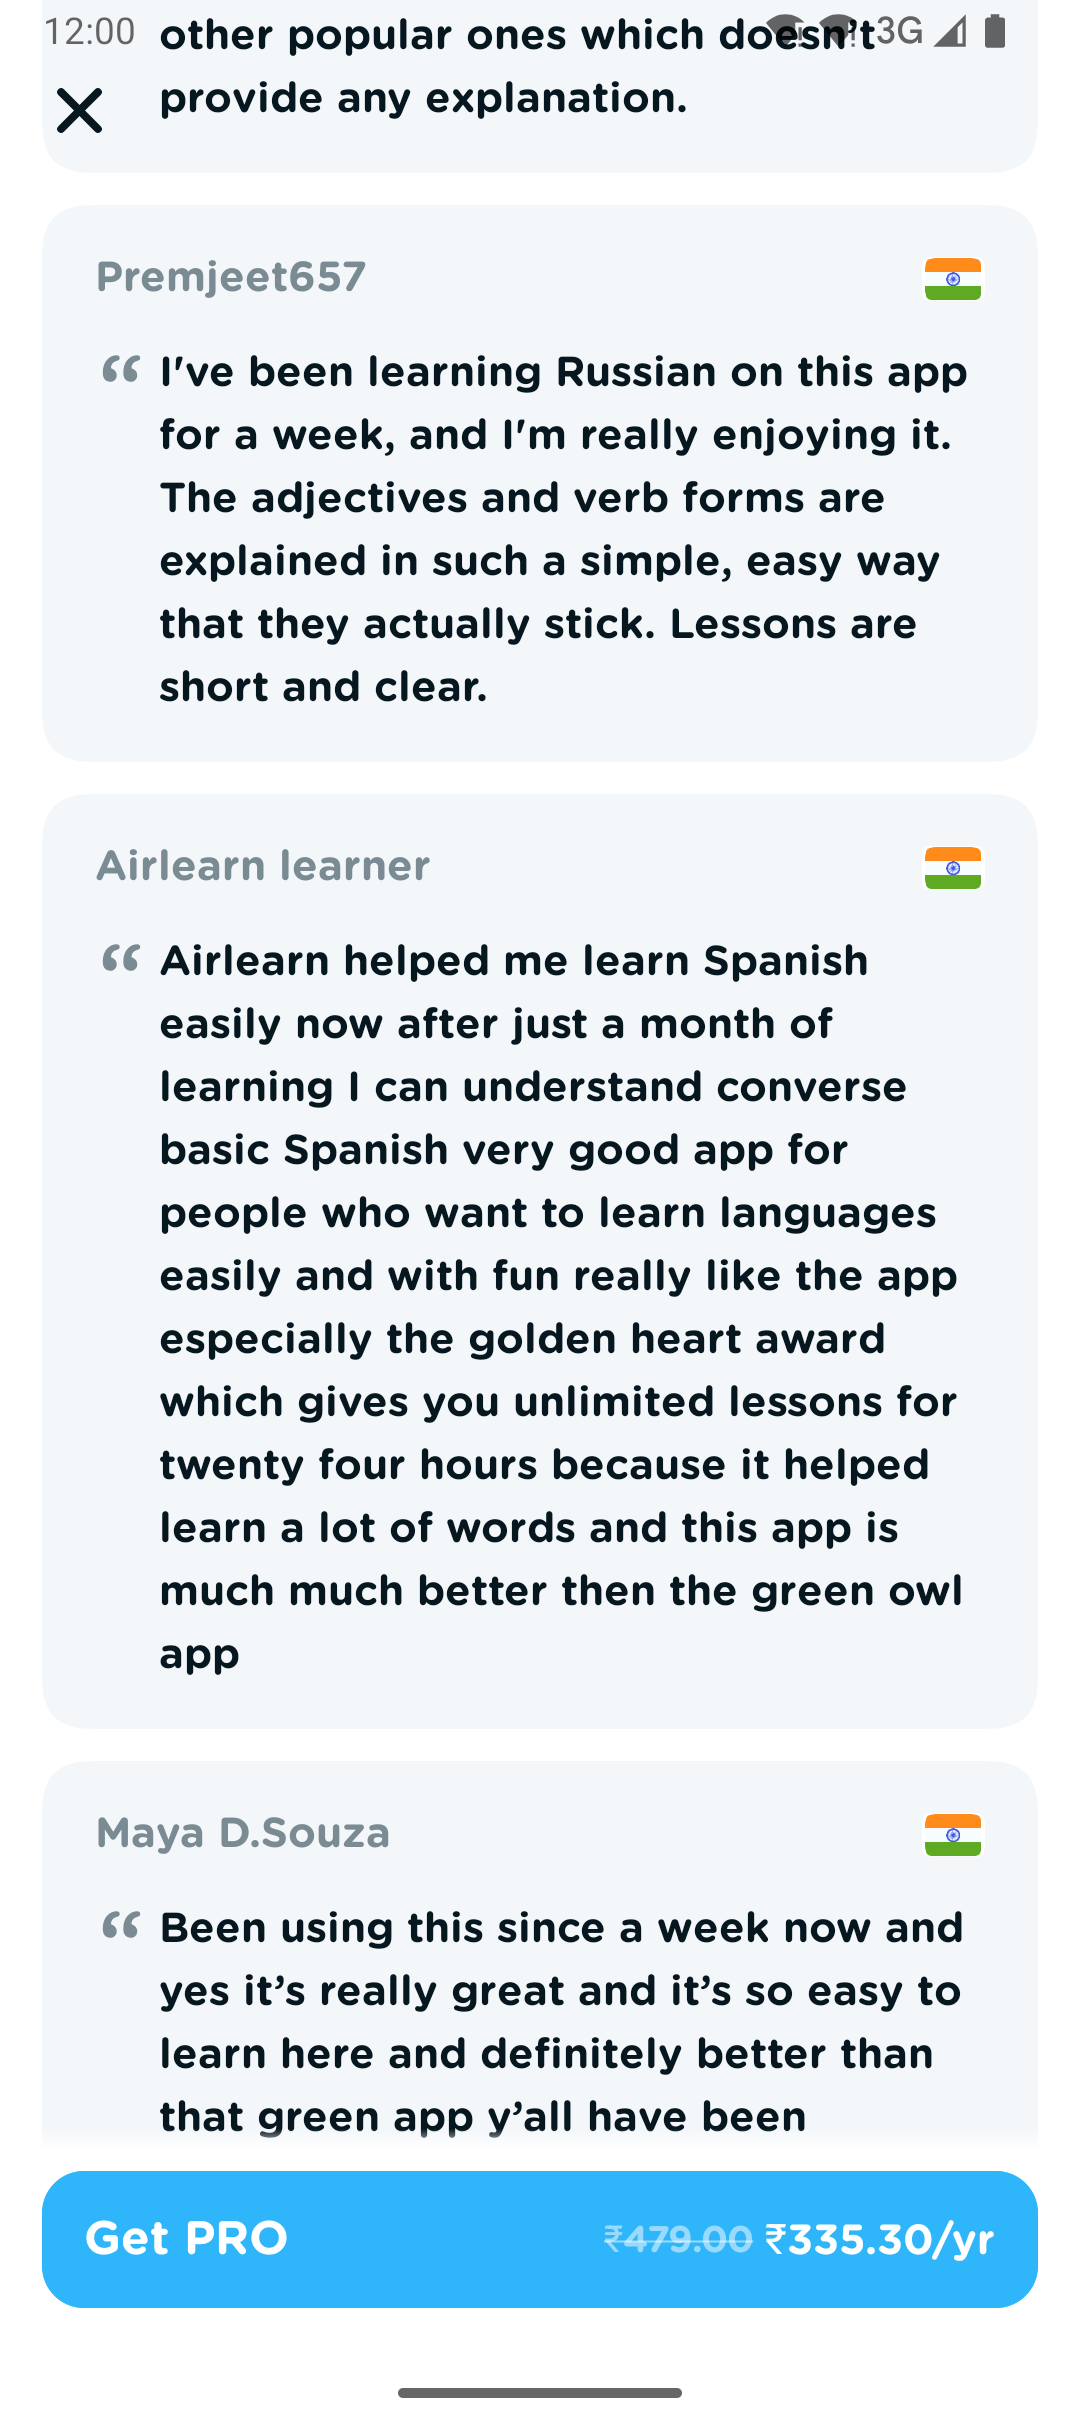 12:00
3G
other popular ones which doesn't
provide any explanation.
Premjeet657
“ I've been learning Russian on this app
for a week, and I'm really enjoying it.
The adjectives and verb forms are
explained in such a simple, easy way
that they actually stick. Lessons are
short and clear.
Airlearn learner
“ Airlearn helped me learn Spanish
easily now after just a month of
learning I can understand converse
basic Spanish very good app for
people who want to learn languages
easily and with fun really like the app
especially the golden heart award
which gives you unlimited lessons for
twenty four hours because it helped
learn a lot of words and this app is
much much better then the green owl
app
Maya D.Souza
“ Been using this since a week now and
yes it’s really great and it’s so easy to
learn here and definitely better than
that green app y’all have been
Get PRO ₹479.00 ₹335.30/yr